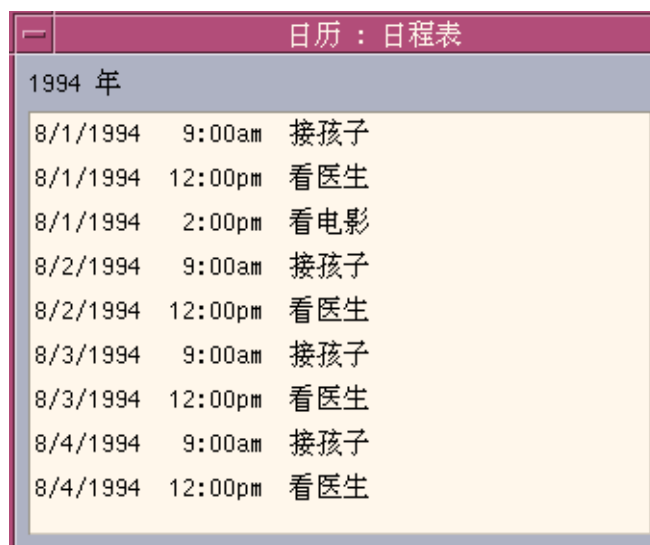 日历 : 日程表
1994 年
8/1/1994 9:00am 接孩子
8/1/1994 12:00pm 看医生
8/1/1994 2:00pm 看电影
8/2/1994 9:00am 接孩子
8/2/1994 12:00pm 看医生
8/3/1994 9:00am 接孩子
8/3/1994 12:00pm 看医生
8/4/1994 9:00am 接孩子
8/4/1994 12:00pm 看医生